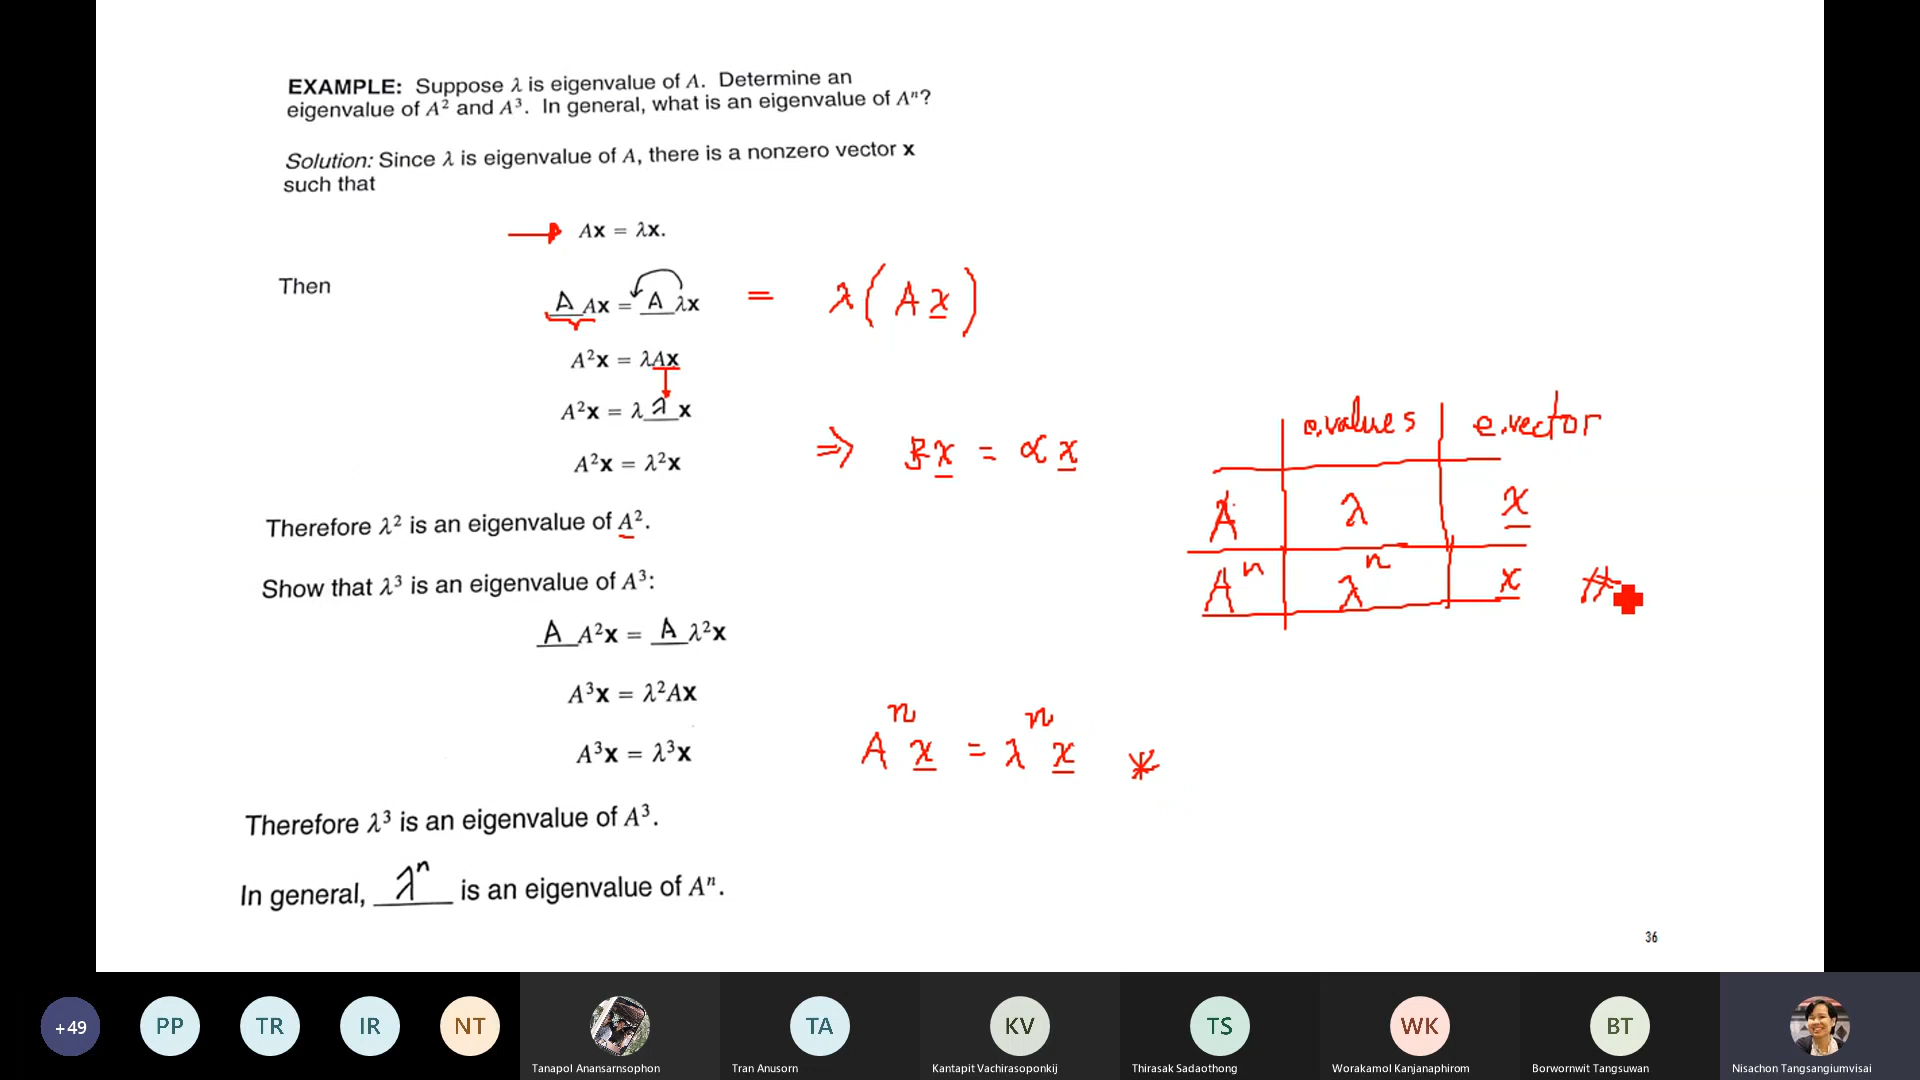 EXAMPLE: Suppose λ is eigenvalue of A. Determine an
eigenvalue of A² and A³. In general, what is an eigenvalue of Aⁿ?
Solution: Since λ is eigenvalue of A, there is a nonzero vector x
such that
Ax = λx.
Then
A Ax = A λx = λ(Ax)
A²x = λAx
A²x = λ λ x
A²x = λ²x
⇒ Bx = αx
e.values e.vector
A λ x
Aⁿ λⁿ x #
Therefore λ² is an eigenvalue of A².
Show that λ³ is an eigenvalue of A³:
A A²x = A λ²x
A³x = λ²Ax
A³x = λ³x
Aⁿx = λⁿx *
Therefore λ³ is an eigenvalue of A³.
In general, λⁿ is an eigenvalue of Aⁿ.
36
+49 PP TR IR NT TA KV TS WK BT
Tanapol Anansarnsophon Tran Anusorn Kantapit Vachirasoponkij Thirasak Sadaothong Worakamol Kanjanaphirom Borwornwit Tangsuwan Nisachon Tangsangiumvisai